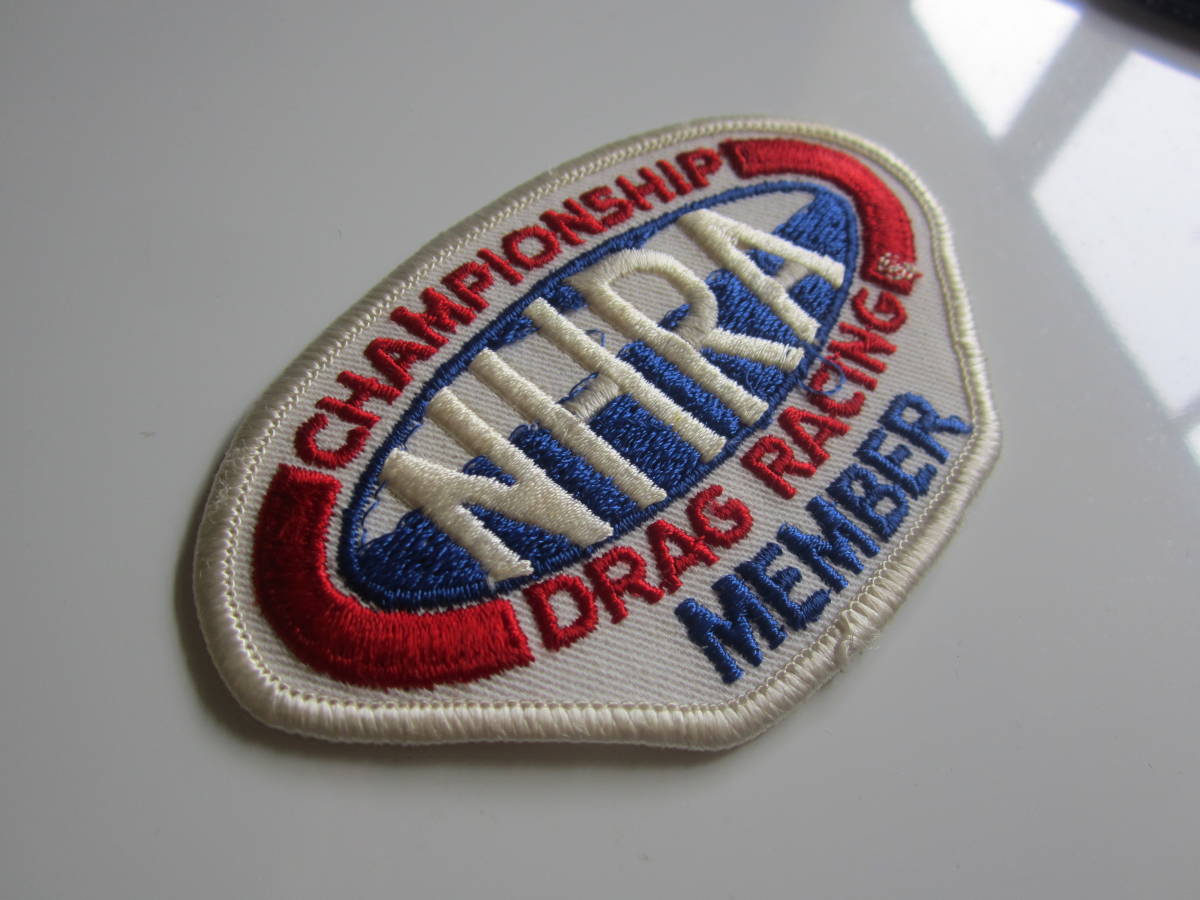 CHAMPIONSHIP
NHRA
DRAG RACING
MEMBER